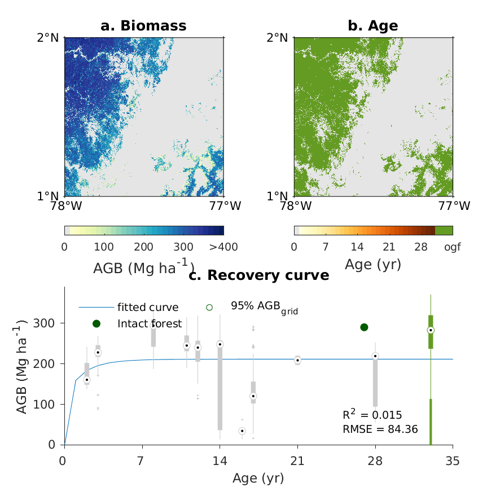 a. Biomass
b. Age
2°N
2°N
1°N
1°N
78°W 77°W
78°W 77°W
0 100 200 300 >400
0 7 14 21 28 ogf
AGB (Mg ha⁻¹)
Age (yr)
c. Recovery curve
fitted curve
95% AGB_grid
Intact forest
300
200
100
0
AGB (Mg ha⁻¹)
R² = 0.015
RMSE = 84.36
0 7 14 21 28 35
Age (yr)